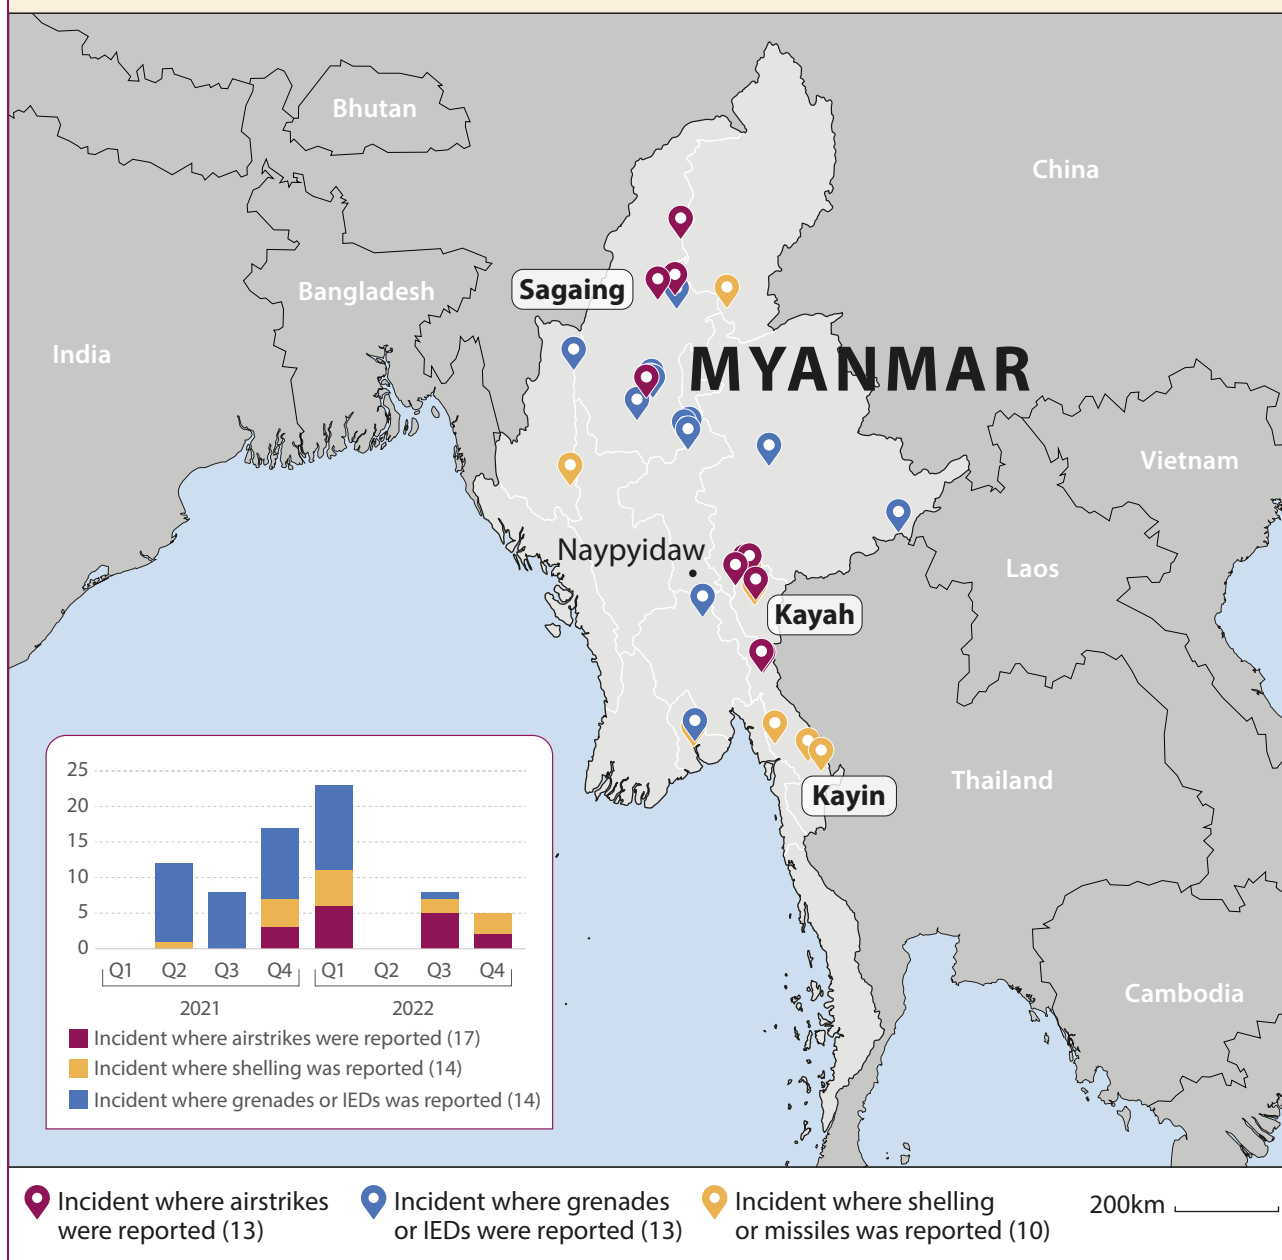 Bhutan
China
Sagaing
Bangladesh
India
MYANMAR
Vietnam
Naypyidaw
Laos
Kayah
Thailand
Kayin
Cambodia
25
20
15
10
5
0
Q1 Q2 Q3 Q4 Q1 Q2 Q3 Q4
2021 2022
Incident where airstrikes were reported (17)
Incident where shelling was reported (14)
Incident where grenades or IEDs was reported (14)
Incident where airstrikes
were reported (13)
Incident where grenades
or IEDs were reported (13)
Incident where shelling
or missiles was reported (10)
200km